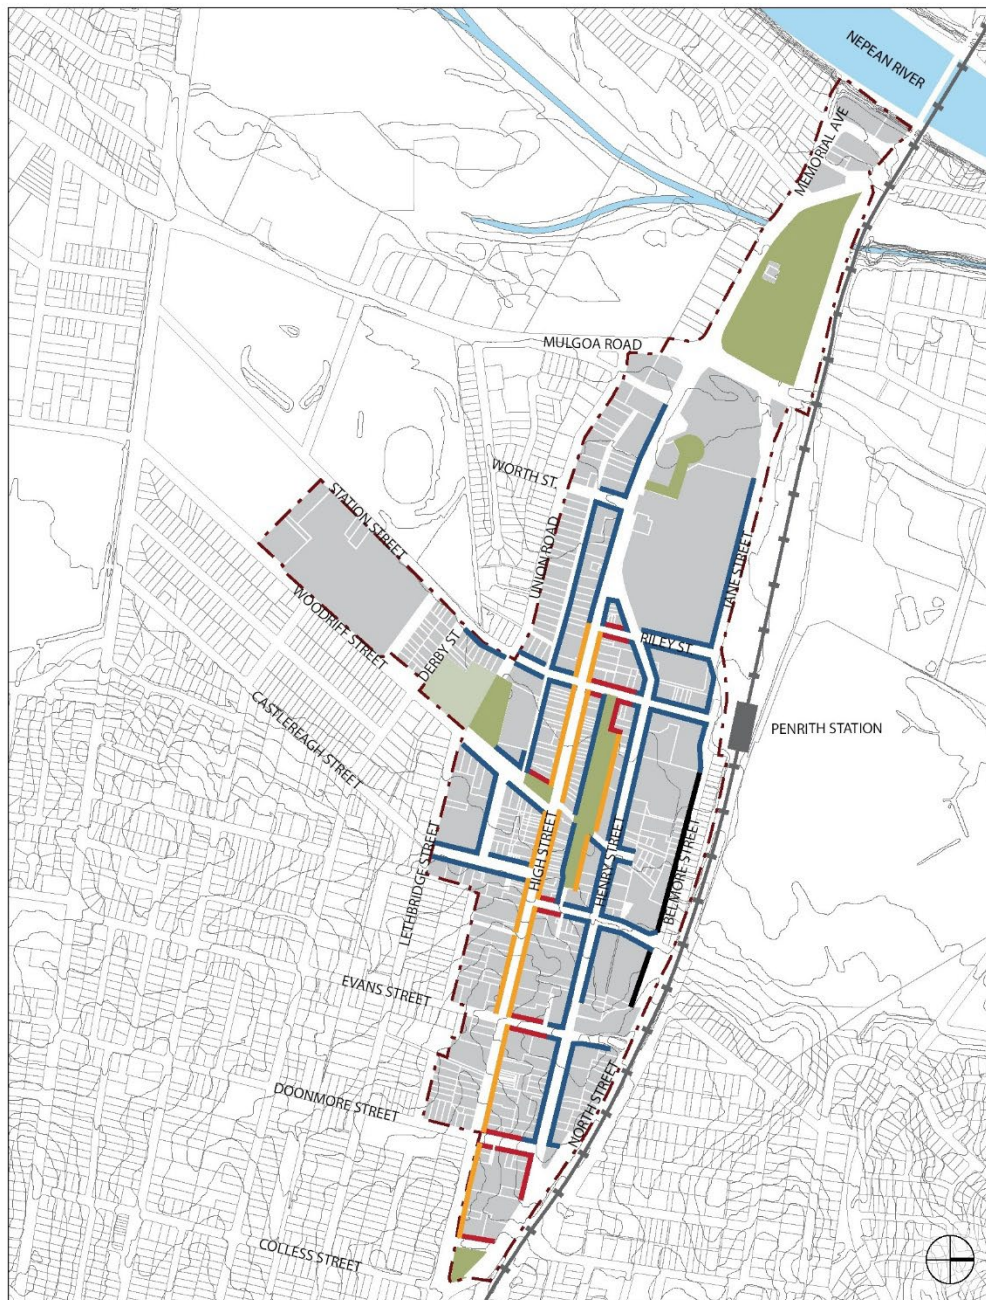 NEPEAN RIVER
MEMORIAL AVE
MULGOA ROAD
WORTH ST.
STATION STREET
UNION ROAD
JANE STREET
WOODRIFF STREET
DERBY ST.
RILEY ST.
CASTLEREAGH STREET
PENRITH STATION
LETHBRIDGE STREET
HIGH STREET
HENRY STREET
BELMORE STREET
EVANS STREET
DOONMORE STREET
NORTH STREET
COLLESS STREET